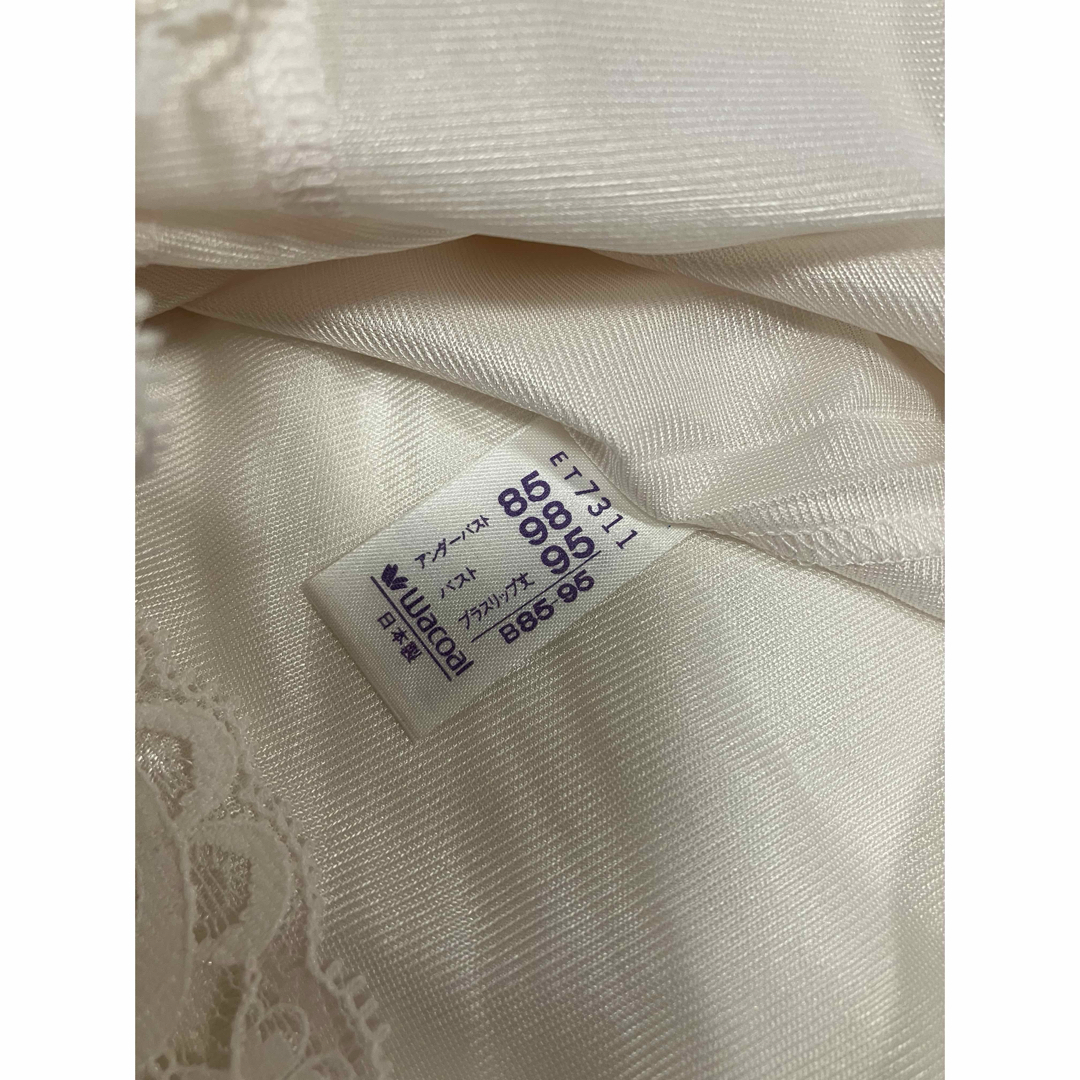 ET7311
アンダーバスト 85
バスト 98
ブラスリップ丈 95
B85-95
wacoal
日本製